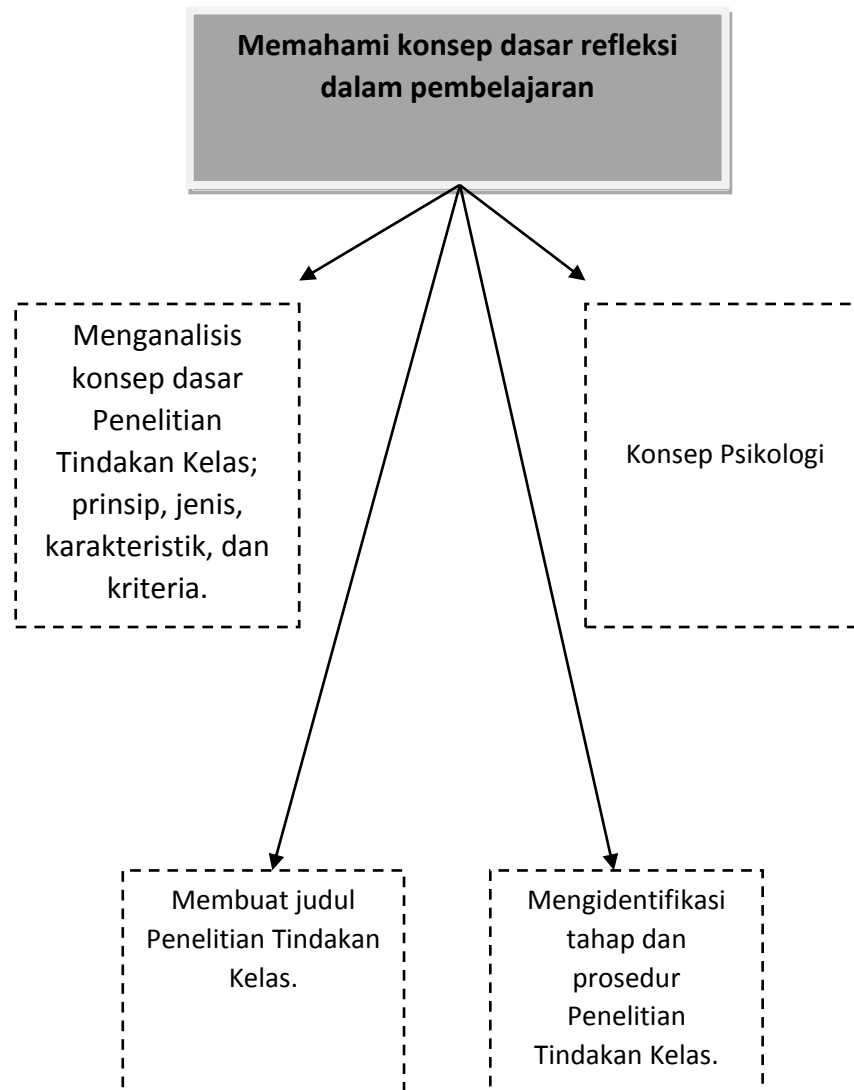 Memahami konsep dasar refleksi
dalam pembelajaran
Menganalisis
konsep dasar
Penelitian
Tindakan Kelas;
prinsip, jenis,
karakteristik, dan
kriteria.
Konsep Psikologi
Membuat judul
Penelitian Tindakan
Kelas.
Mengidentifikasi
tahap dan
prosedur
Penelitian
Tindakan Kelas.